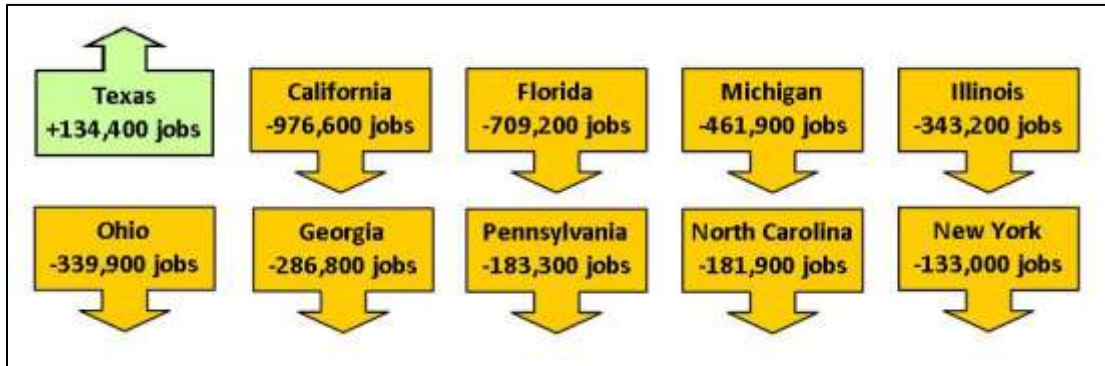 Texas
+134,400 jobs
California
-976,600 jobs
Florida
-709,200 jobs
Michigan
-461,900 jobs
Illinois
-343,200 jobs
Ohio
-339,900 jobs
Georgia
-286,800 jobs
Pennsylvania
-183,300 jobs
North Carolina
-181,900 jobs
New York
-133,000 jobs